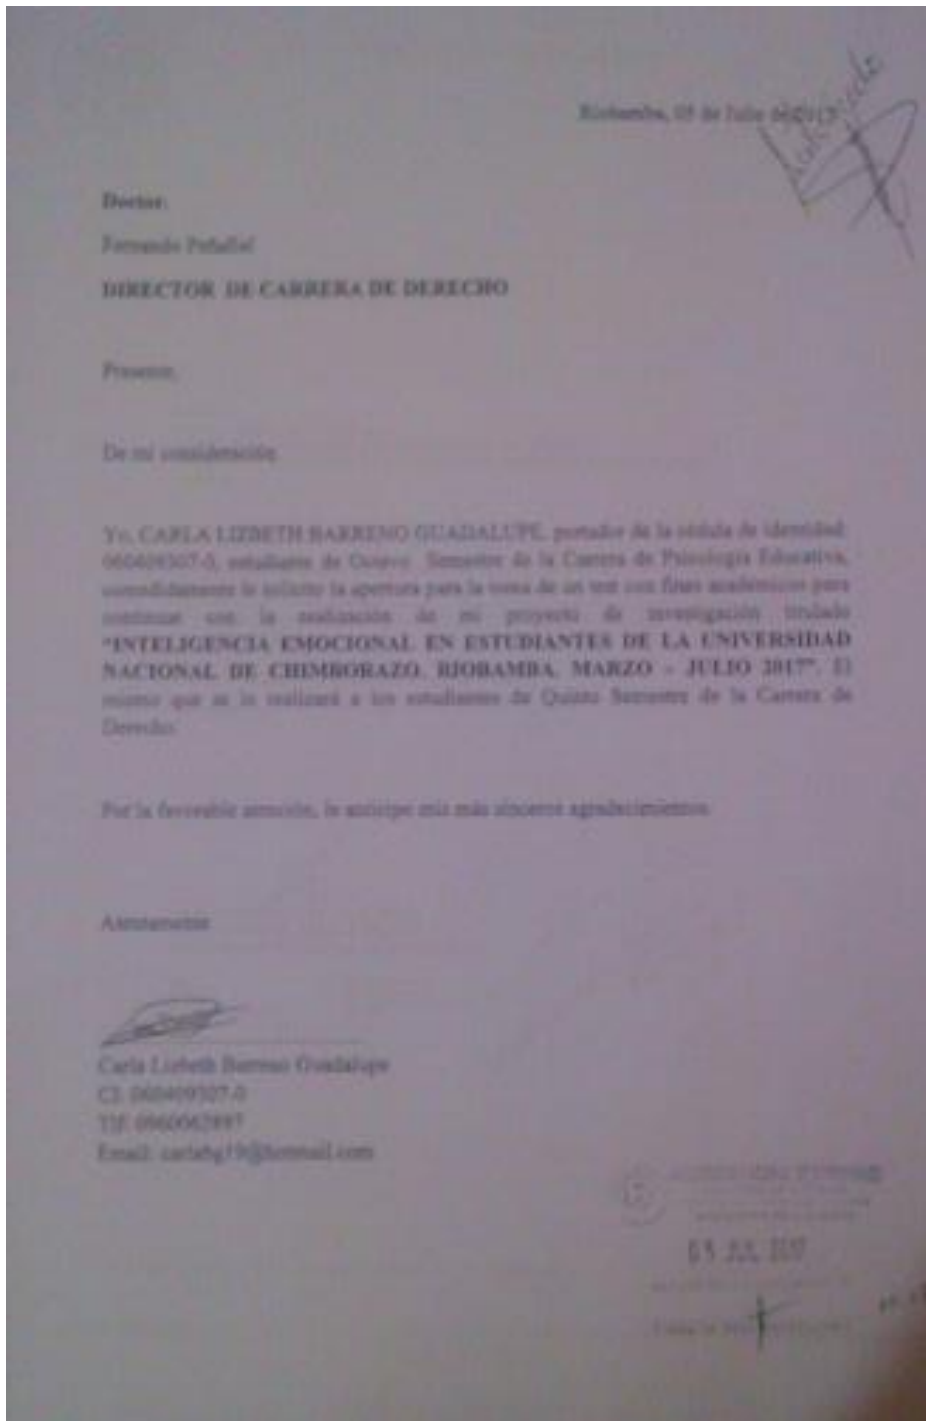 Riobamba, 05 de Julio de 2017
Doctor.
Fernando Peñafiel
DIRECTOR DE CARRERA DE DERECHO
Presente.
De mi consideración
Yo, CARLA LIZBETH BARRENO GUADALUPE, portador de la cédula de identidad:
060409307-0, estudiante de Octavo Semestre de la Carrera de Psicología Educativa,
comedidamente le solicito la apertura para la toma de un test con fines académicos para
continuar con la realización de mi proyecto de investigación titulado
“INTELIGENCIA EMOCIONAL EN ESTUDIANTES DE LA UNIVERSIDAD
NACIONAL DE CHIMBORAZO. RIOBAMBA. MARZO – JULIO 2017”. El
mismo que se lo realizará a los estudiantes de Quinto Semestre de la Carrera de
Derecho.
Por la favorable atención, le anticipo mis más sinceros agradecimientos.
Atentamente
Carla Lizbeth Barreno Guadalupe
CI: 060409307-0
Tlf: 0960062897
Email: carlabg19@hotmail.com
05 JUL 2017